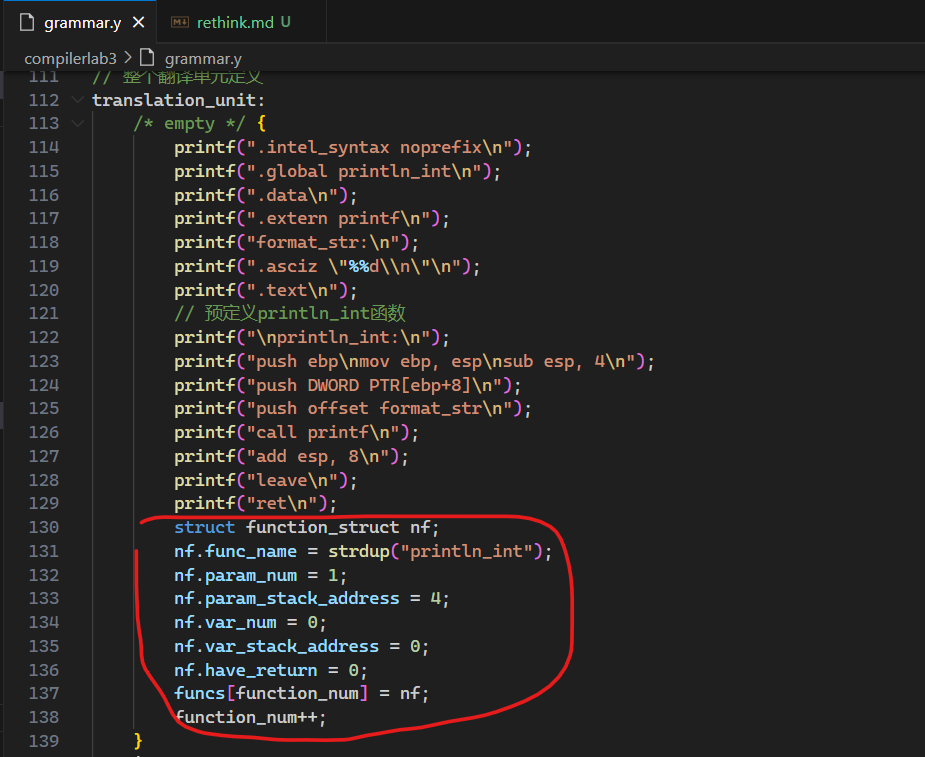 grammar.y
rethink.md U
compilerlab3 > grammar.y
111 // 整个翻译单元定义
112 translation_unit:
113 /* empty */ {
114 printf(".intel_syntax noprefix\n");
115 printf(".global println_int\n");
116 printf(".data\n");
117 printf(".extern printf\n");
118 printf("format_str:\n");
119 printf(".asciz \"%%d\\n\"\n");
120 printf(".text\n");
121 // 预定义println_int函数
122 printf("\nprintln_int:\n");
123 printf("push ebp\nmov ebp, esp\nsub esp, 4\n");
124 printf("push DWORD PTR[ebp+8]\n");
125 printf("push offset format_str\n");
126 printf("call printf\n");
127 printf("add esp, 8\n");
128 printf("leave\n");
129 printf("ret\n");
130 struct function_struct nf;
131 nf.func_name = strdup("println_int");
132 nf.param_num = 1;
133 nf.param_stack_address = 4;
134 nf.var_num = 0;
135 nf.var_stack_address = 0;
136 nf.have_return = 0;
137 funcs[function_num] = nf;
138 function_num++;
139 }